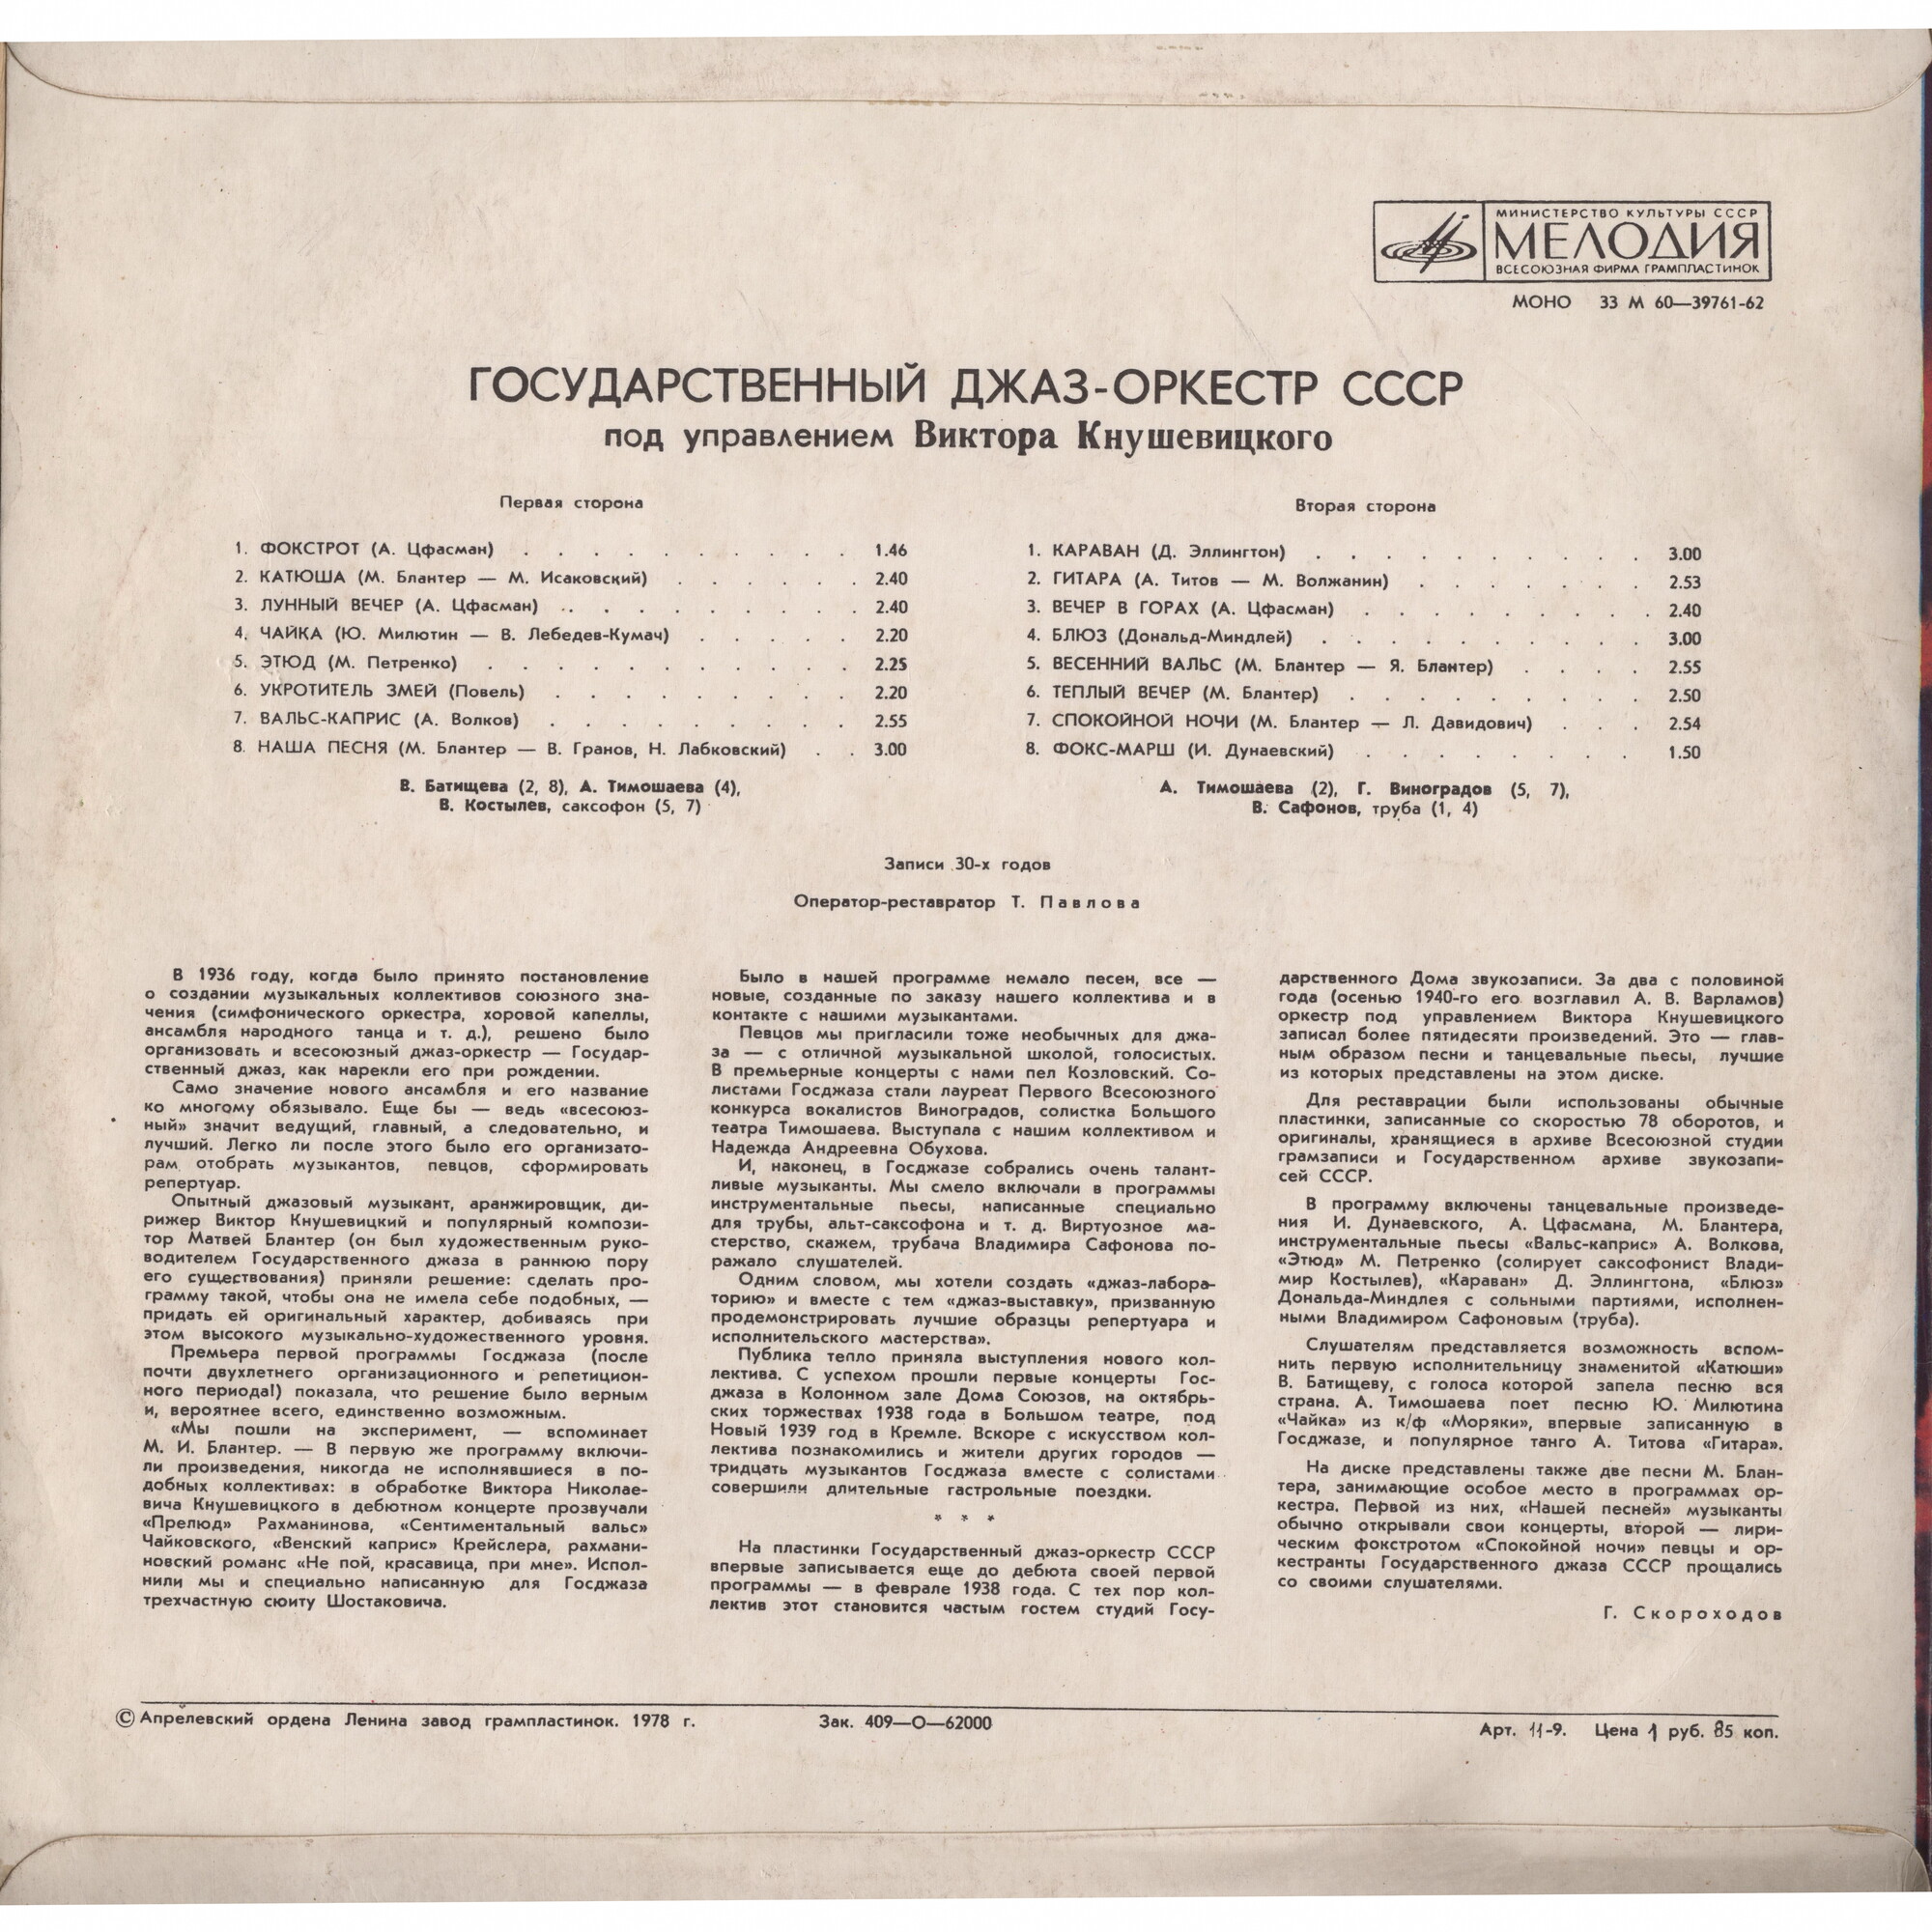 МИНИСТЕРСТВО КУЛЬТУРЫ СССР
МЕЛОДИЯ
ВСЕСОЮЗНАЯ ФИРМА ГРАМПЛАСТИНОК
МОНО 33 М 60—39761-62
ГОСУДАРСТВЕННЫЙ ДЖАЗ-ОРКЕСТР СССР
под управлением Виктора Кнушевицкого
Первая сторона
1. ФОКСТРОТ (А. Цфасман) . . . . . . . . . . 1.46
2. КАТЮША (М. Блантер — М. Исаковский) . . . . . . 2.40
3. ЛУННЫЙ ВЕЧЕР (А. Цфасман) . . . . . . . . . . 2.40
4. ЧАЙКА (Ю. Милютин — В. Лебедев-Кумач) . . . . . 2.20
5. ЭТЮД (М. Петренко) . . . . . . . . . . . 2.25
6. УКРОТИТЕЛЬ ЗМЕЙ (Повель) . . . . . . . . . 2.20
7. ВАЛЬС-КАПРИС (А. Волков) . . . . . . . . . 2.55
8. НАША ПЕСНЯ (М. Блантер — В. Гранов, Н. Лабковский) . . 3.00
В. Батищева (2, 8), А. Тимошаева (4),
В. Костылев, саксофон (5, 7)
Вторая сторона
1. КАРАВАН (Д. Эллингтон) . . . . . . . . . . 3.00
2. ГИТАРА (А. Титов — М. Волжанин) . . . . . . . 2.53
3. ВЕЧЕР В ГОРАХ (А. Цфасман) . . . . . . . . . 2.40
4. БЛЮЗ (Дональд-Миндлей) . . . . . . . . . . 3.00
5. ВЕСЕННИЙ ВАЛЬС (М. Блантер — Я. Блантер) . . . . 2.55
6. ТЕПЛЫЙ ВЕЧЕР (М. Блантер) . . . . . . . . . 2.50
7. СПОКОЙНОЙ НОЧИ (М. Блантер — Л. Давидович) . . . 2.54
8. ФОКС-МАРШ (И. Дунаевский) . . . . . . . . 1.50
А. Тимошаева (2), Г. Виноградов (5, 7),
В. Сафонов, труба (1, 4)
Записи 30-х годов
Оператор-реставратор Т. Павлова
В 1936 году, когда было принято постановление
о создании музыкальных коллективов союзного зна-
чения (симфонического оркестра, хоровой капеллы,
ансамбля народного танца и т. д.), решено было
организовать и всесоюзный джаз-оркестр — Государ-
ственный джаз, как нарекли его при рождении.
Само значение нового ансамбля и его название
ко многому обязывало. Еще бы — ведь «всесоюз-
ный» значит ведущий, главный, а следовательно, и
лучший. Легко ли после этого было его организато-
рам отобрать музыкантов, певцов, сформировать
репертуар.
Опытный джазовый музыкант, аранжировщик, ди-
рижер Виктор Кнушевицкий и популярный компози-
тор Матвей Блантер (он был художественным руко-
водителем Государственного джаза в раннюю пору
его существования) приняли решение: сделать про-
грамму такой, чтобы она не имела себе подобных, —
придать ей оригинальный характер, добиваясь при
этом высокого музыкально-художественного уровня.
Премьера первой программы Госджаза (после
почти двухлетнего организационного и репетицион-
ного периода!) показала, что решение было верным
и, вероятнее всего, единственно возможным.
«Мы пошли на эксперимент, — вспоминает
М. И. Блантер. — В первую же программу включи-
ли произведения, никогда не исполнявшиеся в по-
добных коллективах: в обработке Виктора Николае-
вича Кнушевицкого в дебютном концерте прозвучали
«Прелюд» Рахманинова, «Сентиментальный вальс»
Чайковского, «Венский каприс» Крейслера, рахмани-
новский романс «Не пой, красавица, при мне». Испол-
нили мы и специально написанную для Госджаза
трехчастную сюиту Шостаковича.
Было в нашей программе немало песен, все —
новые, созданные по заказу нашего коллектива и в
контакте с нашими музыкантами.
Певцов мы пригласили тоже необычных для джа-
за — с отличной музыкальной школой, голосистых.
В премьерные концерты с нами пел Козловский. Со-
листами Госджаза стали лауреат Первого Всесоюзного
конкурса вокалистов Виноградов, солистка Большого
театра Тимошаева. Выступала с нашим коллективом и
Надежда Андреевна Обухова.
И, наконец, в Госджазе собрались очень талант-
ливые музыканты. Мы смело включали в программы
инструментальные пьесы, написанные специально
для трубы, альт-саксофона и т. д. Виртуозное ма-
стерство, скажем, трубача Владимира Сафонова по-
ражало слушателей.
Одним словом, мы хотели создать «джаз-лабора-
торию» и вместе с тем «джаз-выставку», призванную
продемонстрировать лучшие образцы репертуара и
исполнительского мастерства».
Публика тепло приняла выступления нового кол-
лектива. С успехом прошли первые концерты Гос-
джаза в Колонном зале Дома Союзов, на октябрь-
ских торжествах 1938 года в Большом театре, под
Новый 1939 год в Кремле. Вскоре с искусством кол-
лектива познакомились и жители других городов —
тридцать музыкантов Госджаза вместе с солистами
совершили длительные гастрольные поездки.
* * *
На пластинки Государственный джаз-оркестр СССР
впервые записывается еще до дебюта своей первой
программы — в феврале 1938 года. С тех пор кол-
лектив этот становится частым гостем студий Госу-
дарственного Дома звукозаписи. За два с половиной
года (осенью 1940-го его возглавил А. В. Варламов)
оркестр под управлением Виктора Кнушевицкого
записал более пятидесяти произведений. Это — глав-
ным образом песни и танцевальные пьесы, лучшие
из которых представлены на этом диске.
Для реставрации были использованы обычные
пластинки, записанные со скоростью 78 оборотов, и
оригиналы, хранящиеся в архиве Всесоюзной студии
грамзаписи и Государственном архиве звукозапи-
сей СССР.
В программу включены танцевальные произведе-
ния И. Дунаевского, А. Цфасмана, М. Блантера,
инструментальные пьесы «Вальс-каприс» А. Волкова,
«Этюд» М. Петренко (солирует саксофонист Влади-
мир Костылев), «Караван» Д. Эллингтона, «Блюз»
Дональда-Миндлея с сольными партиями, исполнен-
ными Владимиром Сафоновым (труба).
Слушателям представляется возможность вспом-
нить первую исполнительницу знаменитой «Катюши»
В. Батищеву, с голоса которой запела песню вся
страна. А. Тимошаева поет песню Ю. Милютина
«Чайка» из к/ф «Моряки», впервые записанную в
Госджазе, и популярное танго А. Титова «Гитара».
На диске представлены также две песни М. Блан-
тера, занимающие особое место в программах ор-
кестра. Первой из них, «Нашей песней» музыканты
обычно открывали свои концерты, второй — лири-
ческим фокстротом «Спокойной ночи» певцы и ор-
кестранты Государственного джаза СССР прощались
со своими слушателями.
Г. Скороходов
© Апрелевский ордена Ленина завод грампластинок. 1978 г. Зак. 409—О—62000 Арт. 11-9. Цена 1 руб. 85 коп.